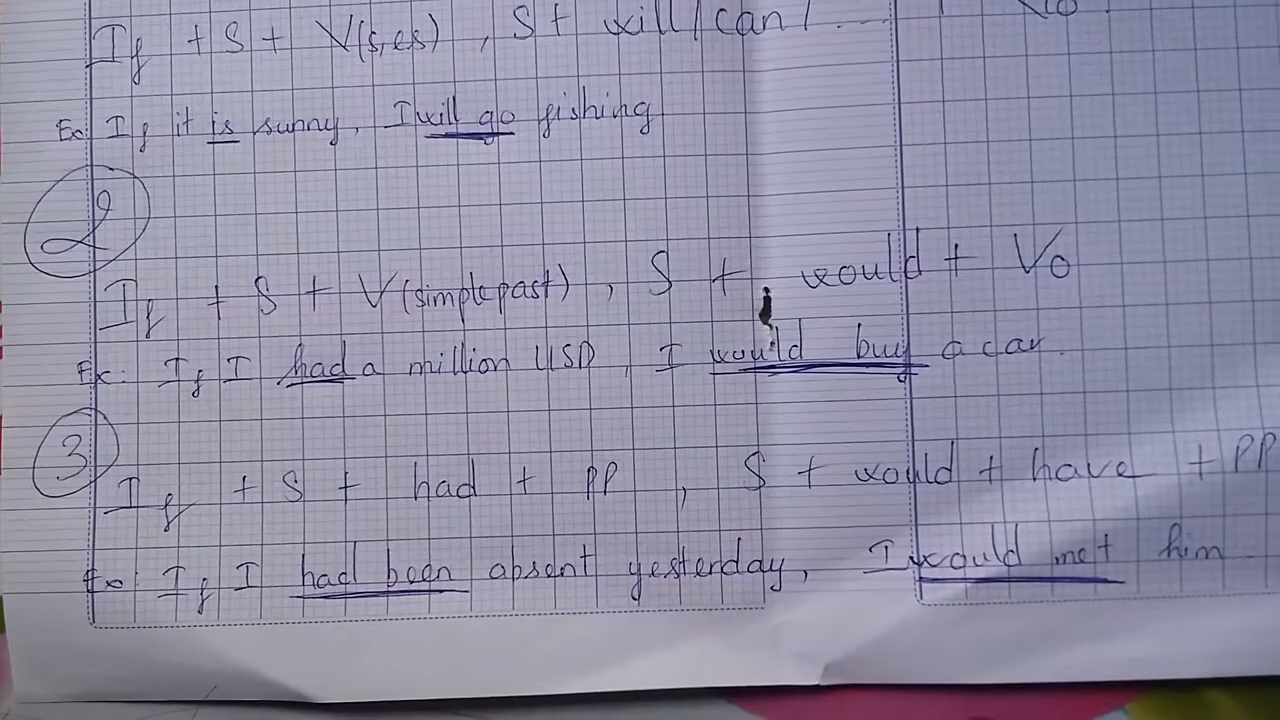 If + S + V(s,es), S + will/can/.....
Vo.
Ex: If it is sunny, I will go fishing
2
If + S + V(simple past), S + would + Vo
Ex: If I had a million USD, I would buy a car.
3
If + S + had + PP, S + would + have + PP
Ex: If I had been absent yesterday, I would met him